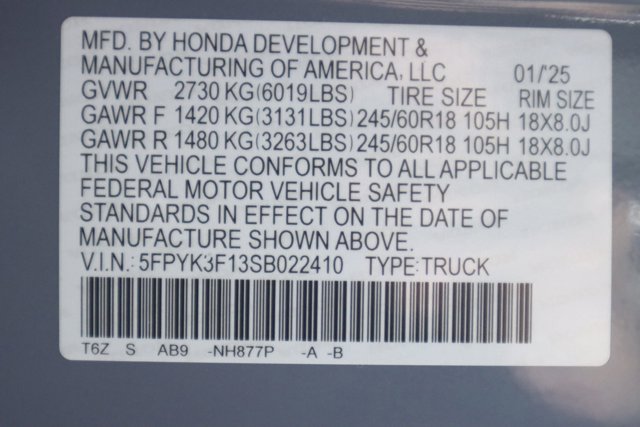 MFD. BY HONDA DEVELOPMENT &
MANUFACTURING OF AMERICA, LLC 01/'25
GVWR 2730 KG(6019LBS) TIRE SIZE RIM SIZE
GAWR F 1420 KG(3131LBS) 245/60R18 105H 18X8.0J
GAWR R 1480 KG(3263LBS) 245/60R18 105H 18X8.0J
THIS VEHICLE CONFORMS TO ALL APPLICABLE
FEDERAL MOTOR VEHICLE SAFETY
STANDARDS IN EFFECT ON THE DATE OF
MANUFACTURE SHOWN ABOVE.
V.I.N.: 5FPYK3F13SB022410 TYPE:TRUCK
T6Z S AB9 -NH877P -A -B